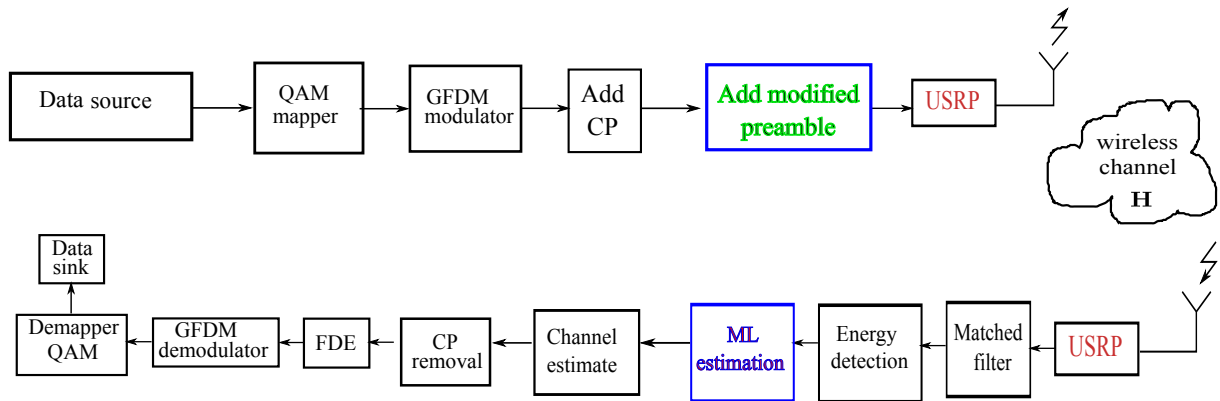 Data source
QAM
mapper
GFDM
modulator
Add
CP
Add modified
preamble
USRP
wireless
channel
H
Data
sink
Demapper
QAM
GFDM
demodulator
FDE
CP
removal
Channel
estimate
ML
estimation
Energy
detection
Matched
filter
USRP